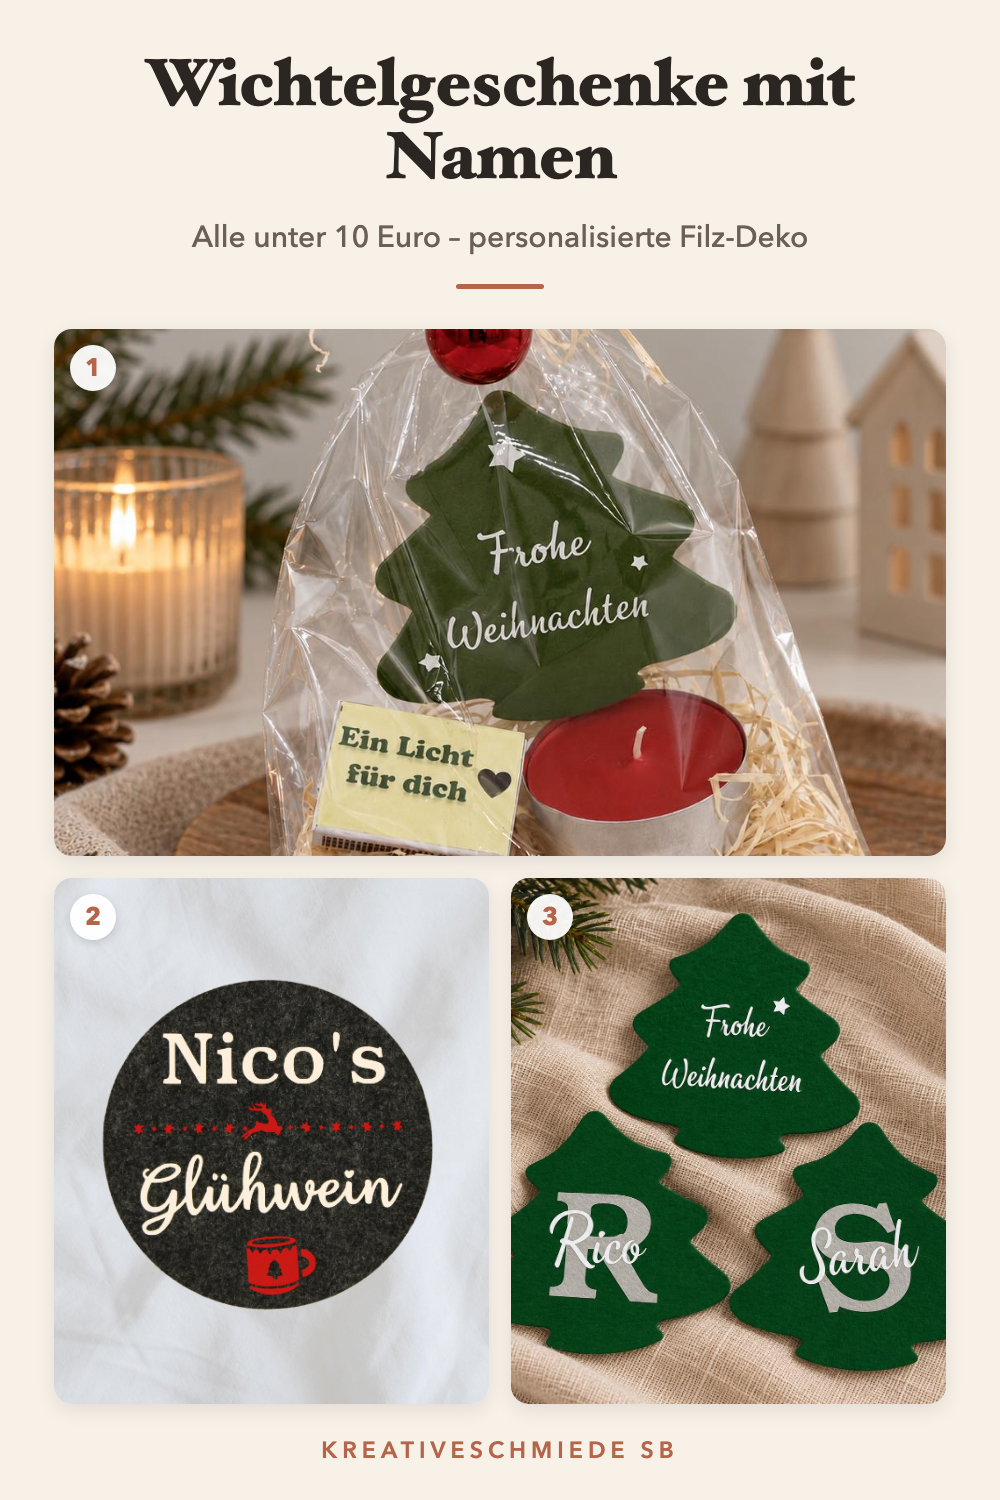 Wichtelgeschenke mit
Namen
Alle unter 10 Euro – personalisierte Filz-Deko
1
Frohe
Weihnachten
Ein Licht
für dich
2
Nico's
Glühwein
3
Frohe
Weihnachten
R
Rico
S
Sarah
KREATIVESCHMIEDE SB